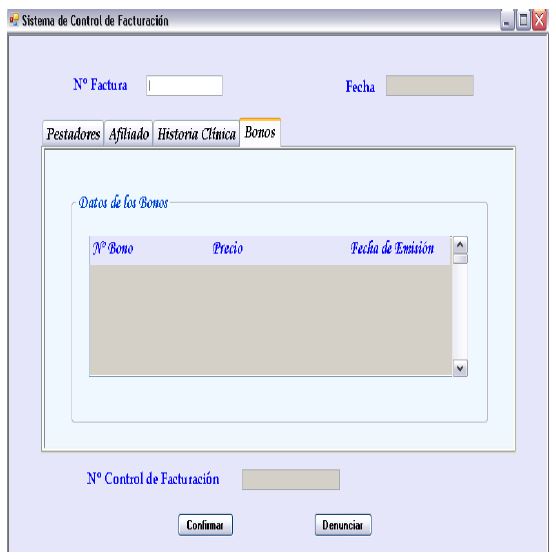 Sistema de Control de Facturación
Nº Factura
Fecha
Pestadores Afiliado Historia Clínica Bonos
Datos de los Bonos
Nº Bono Precio Fecha de Emisión
Nº Control de Facturación
Confirmar Denunciar